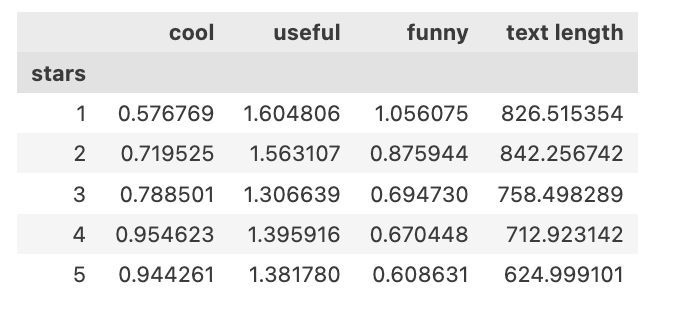 cool useful funny text length
stars
1 0.576769 1.604806 1.056075 826.515354
2 0.719525 1.563107 0.875944 842.256742
3 0.788501 1.306639 0.694730 758.498289
4 0.954623 1.395916 0.670448 712.923142
5 0.944261 1.381780 0.608631 624.999101